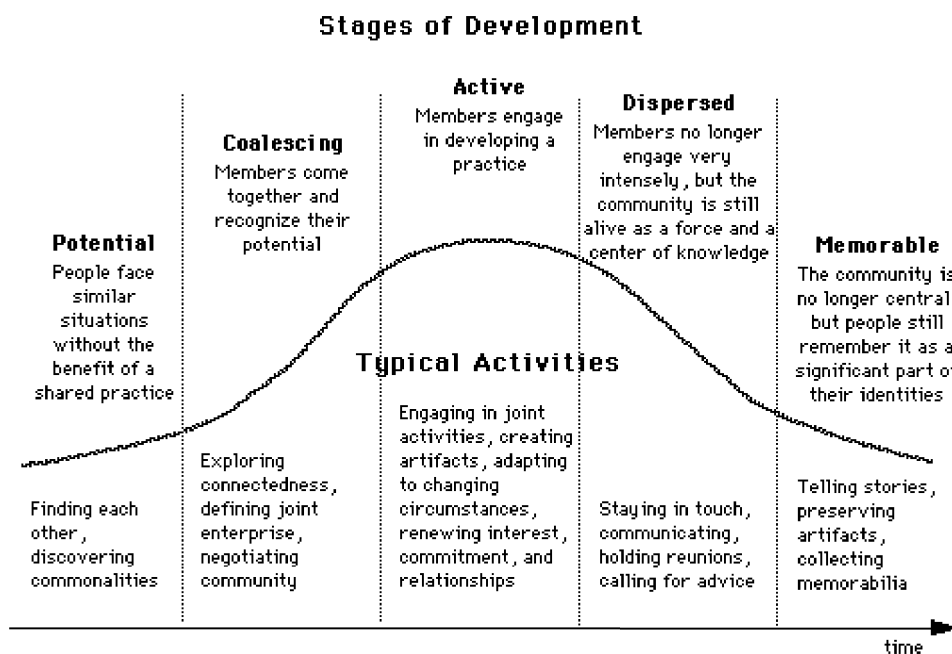 Stages of Development
Potential
People face
similar
situations
without the
benefit of a
shared practice
Coalescing
Members come
together and
recognize their
potential
Active
Members engage
in developing a
practice
Dispersed
Members no longer
engage very
intensely, but the
community is still
alive as a force and a
center of knowledge
Memorable
The community is
no longer central,
but people still
remember it as a
significant part of
their identities
Typical Activities
Finding each
other,
discovering
commonalities
Exploring
connectedness,
defining joint
enterprise,
negotiating
community
Engaging in joint
activities, creating
artifacts, adapting
to changing
circumstances,
renewing interest,
commitment, and
relationships
Staying in touch,
communicating,
holding reunions,
calling for advice
Telling stories,
preserving
artifacts,
collecting
memorabilia
time